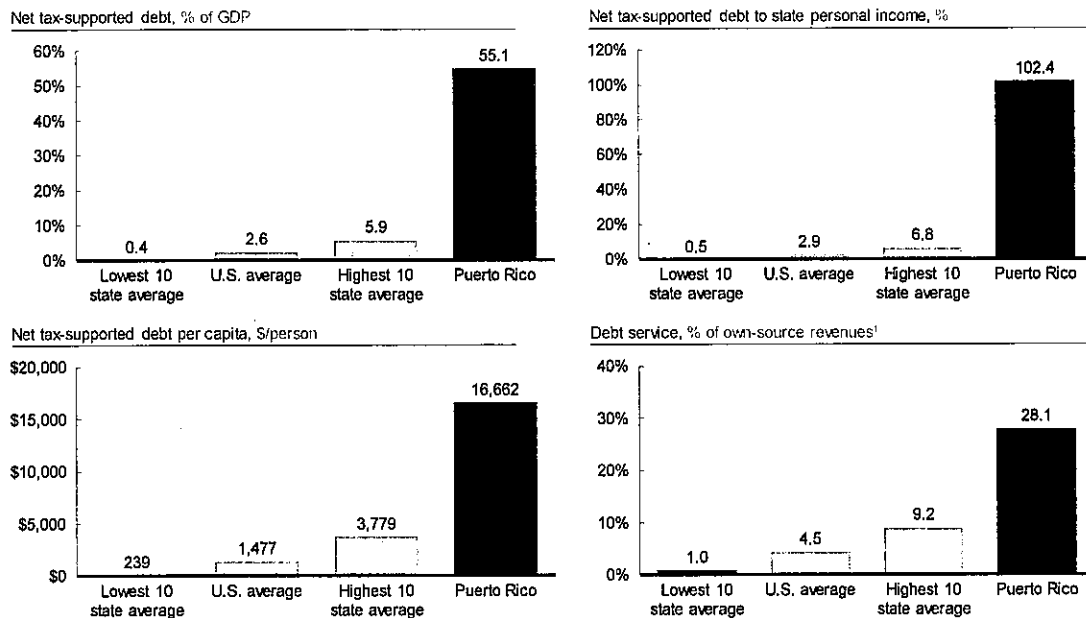 Net tax-supported debt, % of GDP
60%
50%
40%
30%
20%
10%
0%
0.4
2.6
5.9
55.1
Lowest 10
state average
U.S. average
Highest 10
state average
Puerto Rico
Net tax-supported debt to state personal income, %
120%
100%
80%
60%
40%
20%
0%
0.5
2.9
6.8
102.4
Lowest 10
state average
U.S. average
Highest 10
state average
Puerto Rico
Net tax-supported debt per capita, $/person
$20,000
$15,000
$10,000
$5,000
$0
239
1,477
3,779
16,662
Lowest 10
state average
U.S. average
Highest 10
state average
Puerto Rico
Debt service, % of own-source revenues¹
40%
30%
20%
10%
0%
1.0
4.5
9.2
28.1
Lowest 10
state average
U.S. average
Highest 10
state average
Puerto Rico